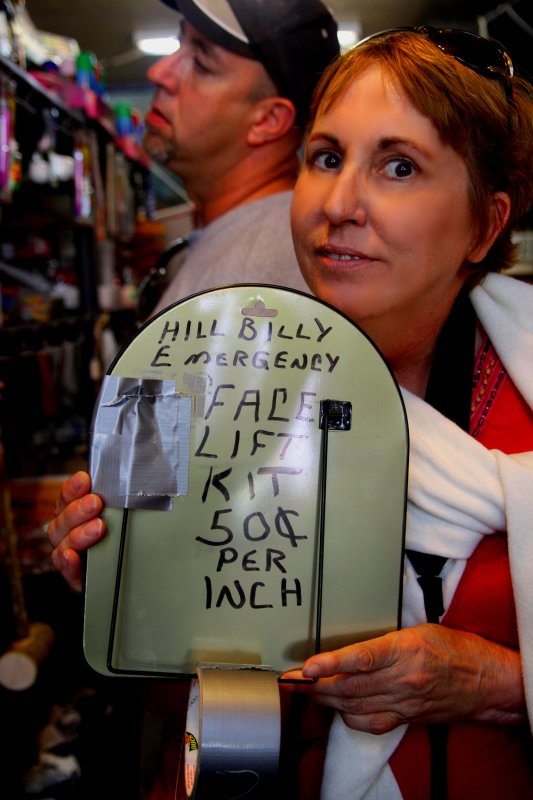 HILL BILLY
EMERGENCY
FACE
LIFT
KIT
50¢
PER
INCH